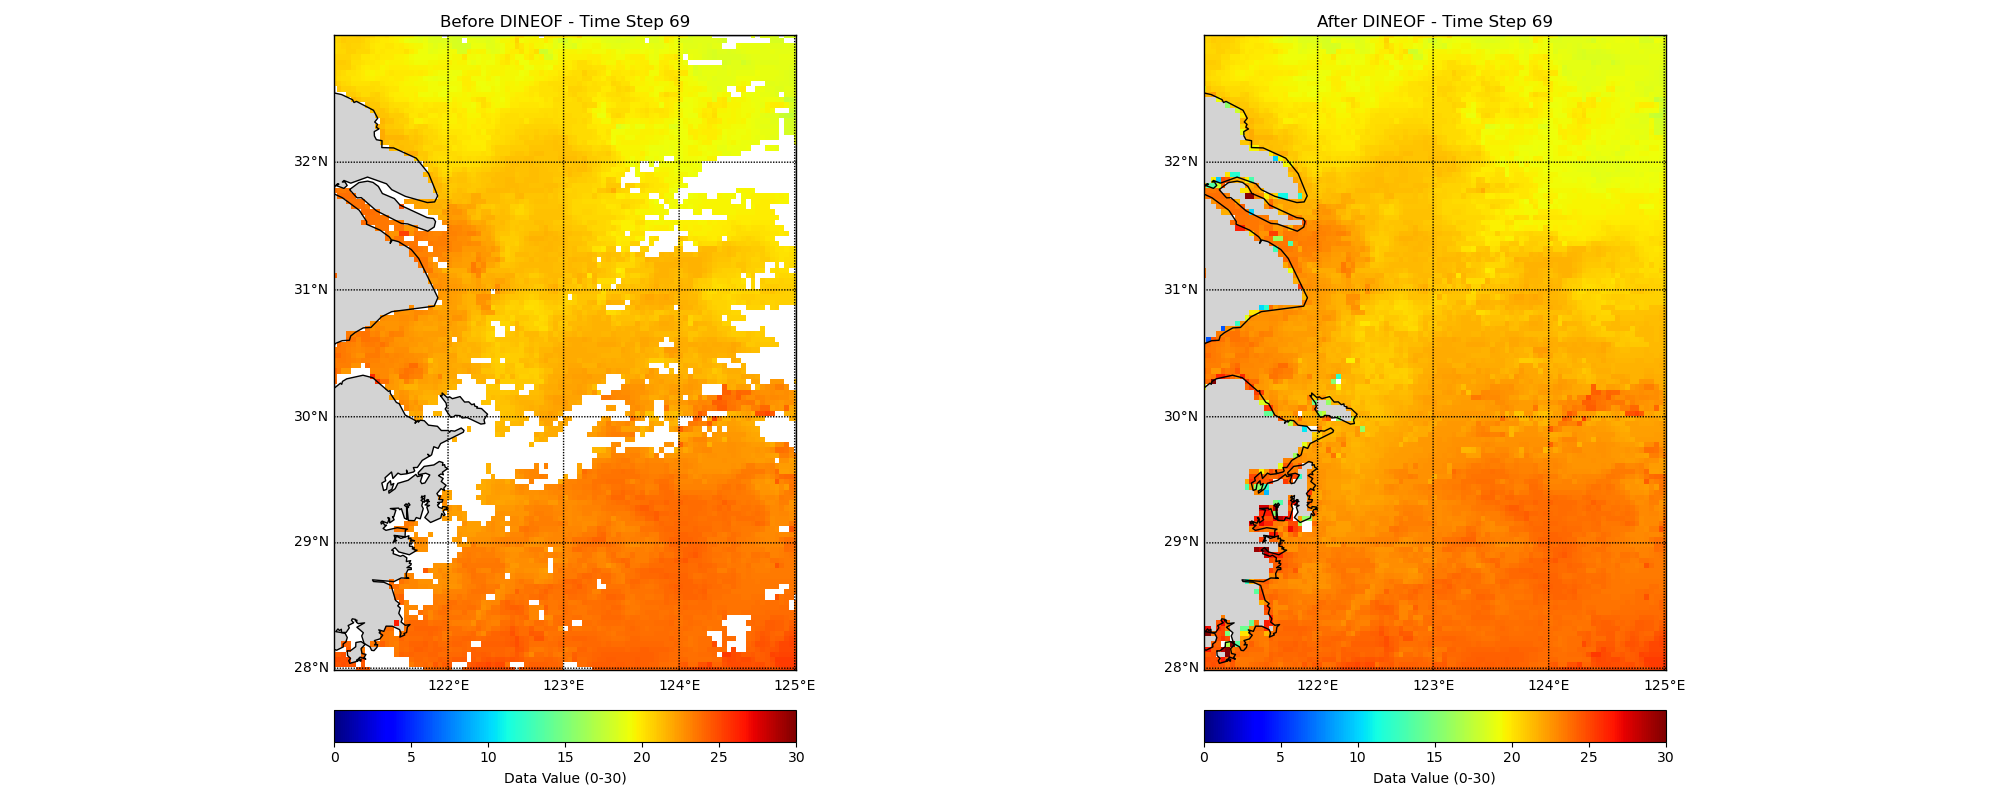 Before DINEOF - Time Step 69
32°N
31°N
30°N
29°N
28°N
122°E 123°E 124°E 125°E
0 5 10 15 20 25 30
Data Value (0-30)
After DINEOF - Time Step 69
32°N
31°N
30°N
29°N
28°N
122°E 123°E 124°E 125°E
0 5 10 15 20 25 30
Data Value (0-30)